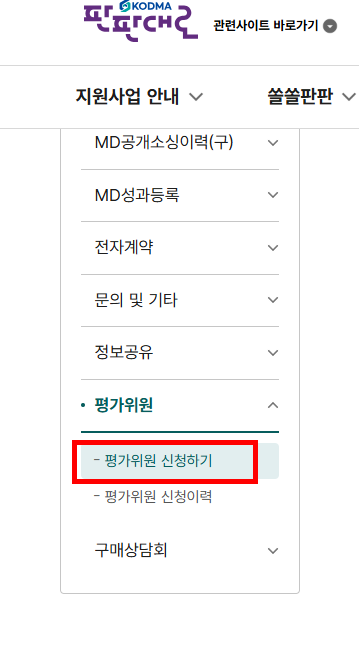 KODMA
판판대로
관련사이트 바로가기
지원사업 안내
쏠쏠판판
MD공개소싱이력(구)
MD성과등록
전자계약
문의 및 기타
정보공유
평가위원
- 평가위원 신청하기
- 평가위원 신청이력
구매상담회